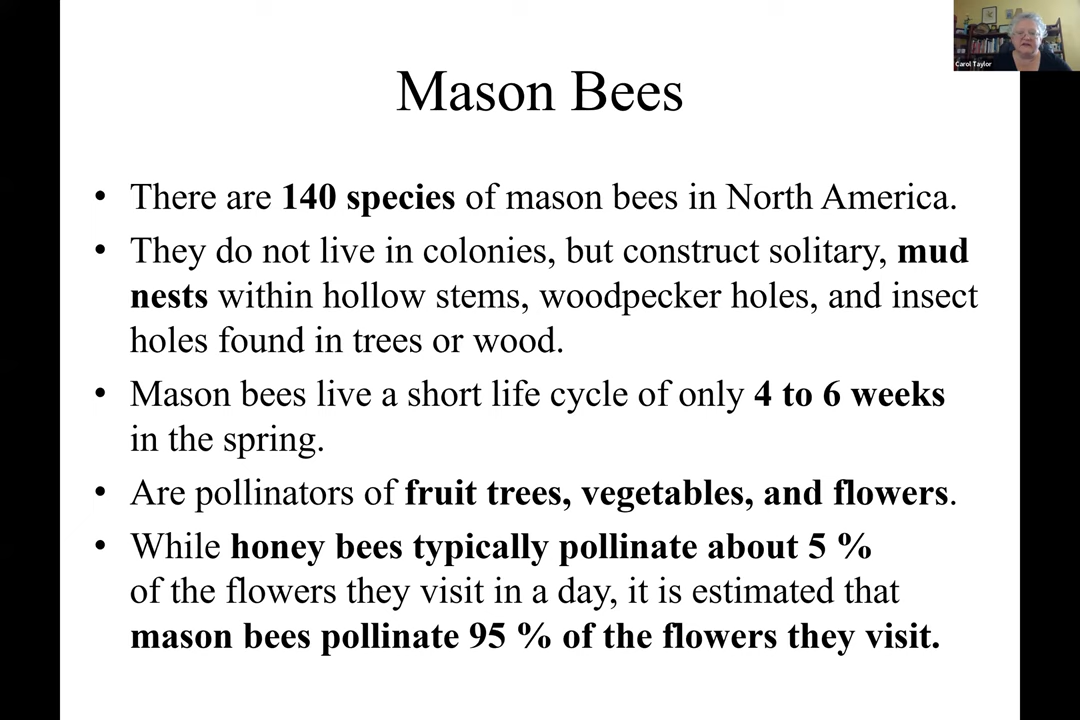 Carol Taylor
Mason Bees
• There are 140 species of mason bees in North America.
• They do not live in colonies, but construct solitary, mud
nests within hollow stems, woodpecker holes, and insect
holes found in trees or wood.
• Mason bees live a short life cycle of only 4 to 6 weeks
in the spring.
• Are pollinators of fruit trees, vegetables, and flowers.
• While honey bees typically pollinate about 5 %
of the flowers they visit in a day, it is estimated that
mason bees pollinate 95 % of the flowers they visit.